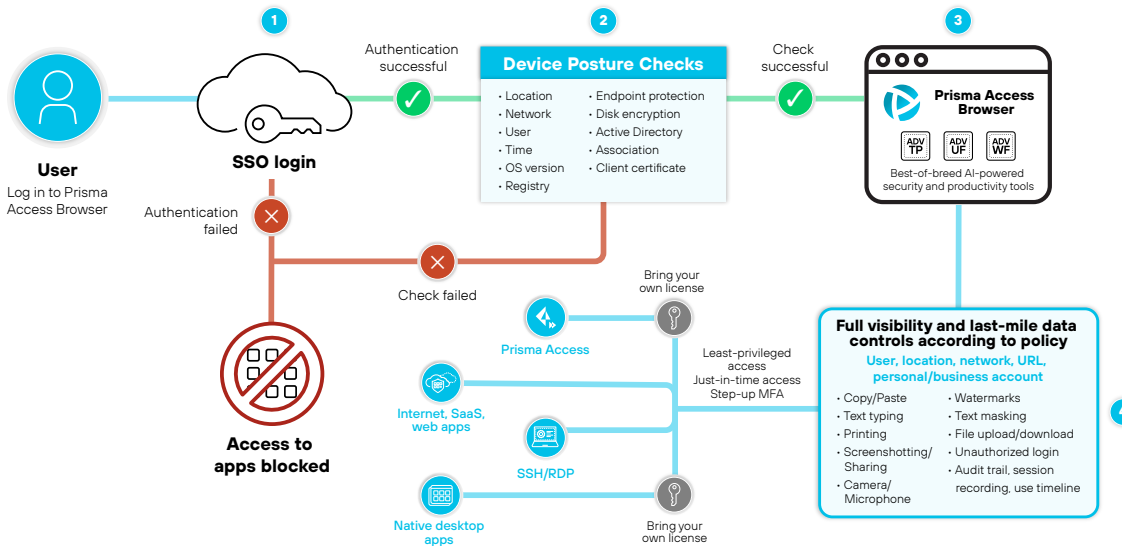 1
2
3
User
Log in to Prisma
Access Browser
SSO login
Authentication
successful
Device Posture Checks
• Location
• Network
• User
• Time
• OS version
• Registry
• Endpoint protection
• Disk encryption
• Active Directory
• Association
• Client certificate
Check
successful
Prisma Access
Browser
ADV
TP
ADV
UF
ADV
WF
Best-of-breed AI-powered
security and productivity tools
Authentication
failed
Check failed
Access to
apps blocked
Bring your
own license
Prisma Access
Internet, SaaS,
web apps
SSH/RDP
Native desktop
apps
Bring your
own license
Least-privileged
access
Just-in-time access
Step-up MFA
Full visibility and last-mile data
controls according to policy
User, location, network, URL,
personal/business account
• Copy/Paste
• Text typing
• Printing
• Screenshotting/
Sharing
• Camera/
Microphone
• Watermarks
• Text masking
• File upload/download
• Unauthorized login
• Audit trail, session
recording, use timeline